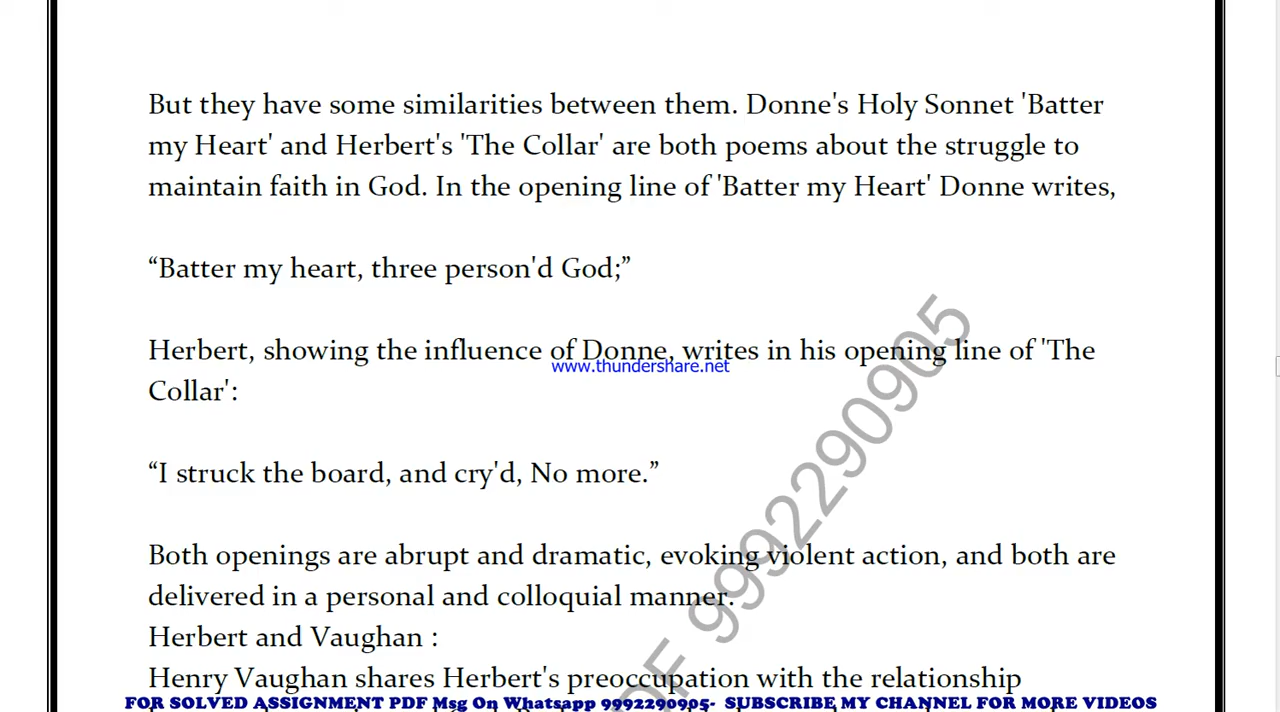 But they have some similarities between them. Donne's Holy Sonnet 'Batter
my Heart' and Herbert's 'The Collar' are both poems about the struggle to
maintain faith in God. In the opening line of 'Batter my Heart' Donne writes,
“Batter my heart, three person'd God;”
Herbert, showing the influence of Donne, writes in his opening line of 'The
www.thundershare.net
Collar':
“I struck the board, and cry'd, No more.”
Both openings are abrupt and dramatic, evoking violent action, and both are
delivered in a personal and colloquial manner.
Herbert and Vaughan :
Henry Vaughan shares Herbert's preoccupation with the relationship
PDF 9992290905
FOR SOLVED ASSIGNMENT PDF Msg On Whatsapp 9992290905- SUBSCRIBE MY CHANNEL FOR MORE VIDEOS